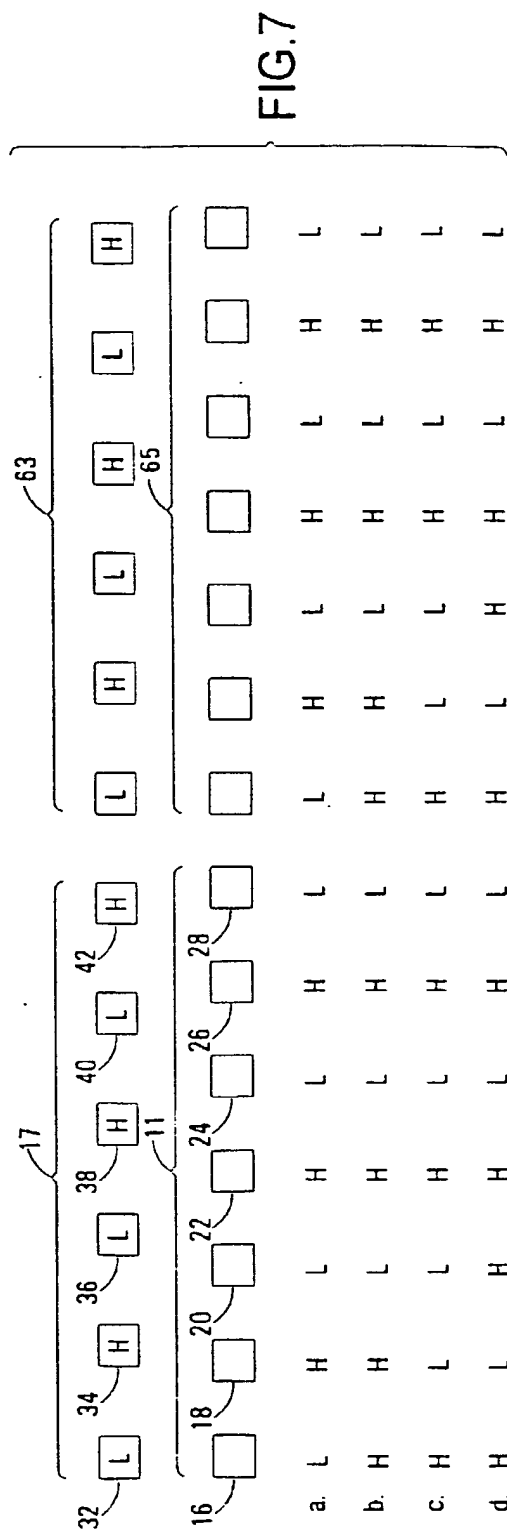 17 63
L H L H L H L H L H L H
32 34 36 38 40 42
11 65
16 18 20 22 24 26 28
a. L H L H L H L L H L H L H L
b. H H L H L H L H H L H L H L
c. H L L H L H L H L L H L H L
d. H L H H L H L H L H H L H L
FIG.7